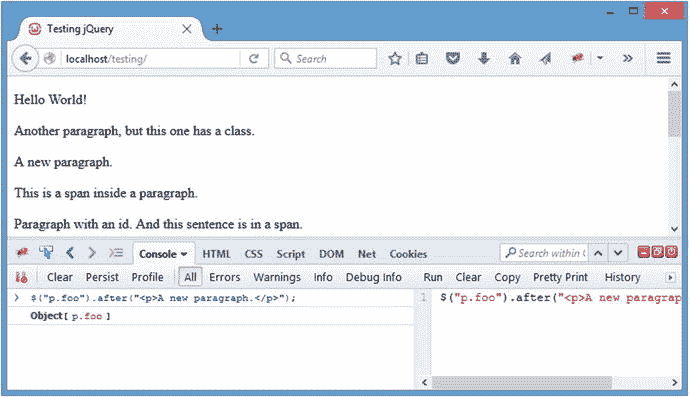 Testing jQuery
localhost/testing/
Search
Hello World!
Another paragraph, but this one has a class.
A new paragraph.
This is a span inside a paragraph.
Paragraph with an id. And this sentence is in a span.
Console HTML CSS Script DOM Net Cookies Search within
Clear Persist Profile All Errors Warnings Info Debug Info Run Clear Copy Pretty Print History
$("p.foo").after("<p>A new paragraph.</p>");
Object[ p.foo ]
1 $("p.foo").after("<p>A new paragrap